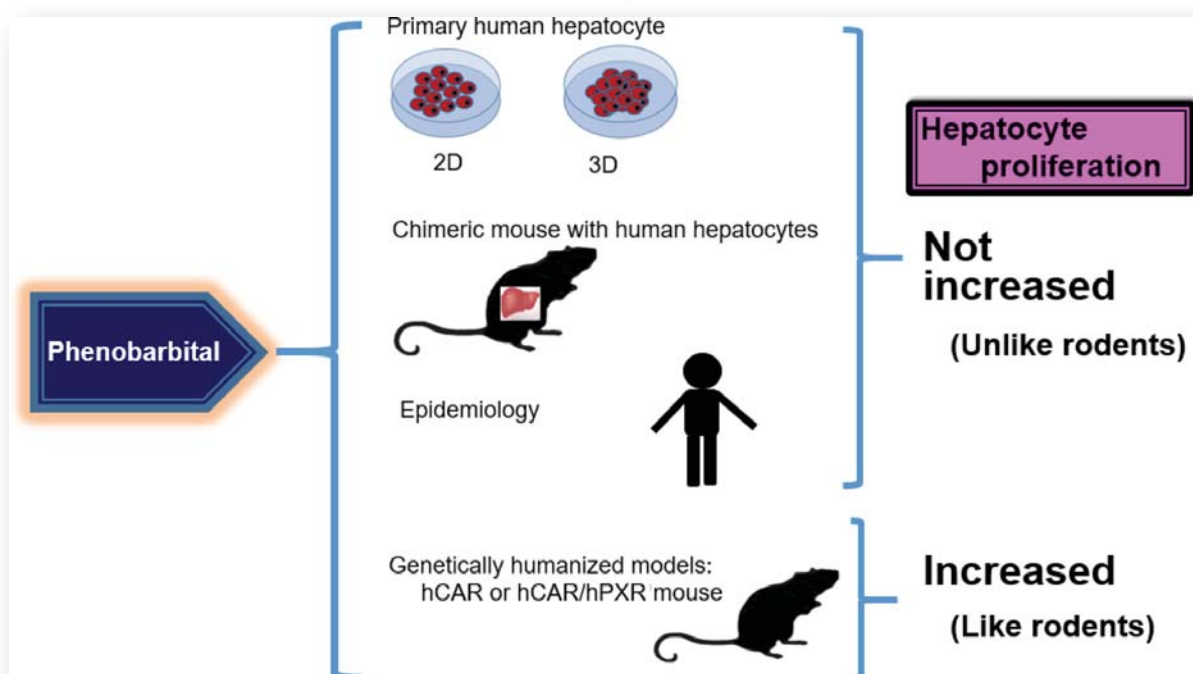 Primary human hepatocyte
2D
3D
Chimeric mouse with human hepatocytes
Phenobarbital
Epidemiology
Genetically humanized models:
hCAR or hCAR/hPXR mouse
Hepatocyte
proliferation
Not
increased
(Unlike rodents)
Increased
(Like rodents)